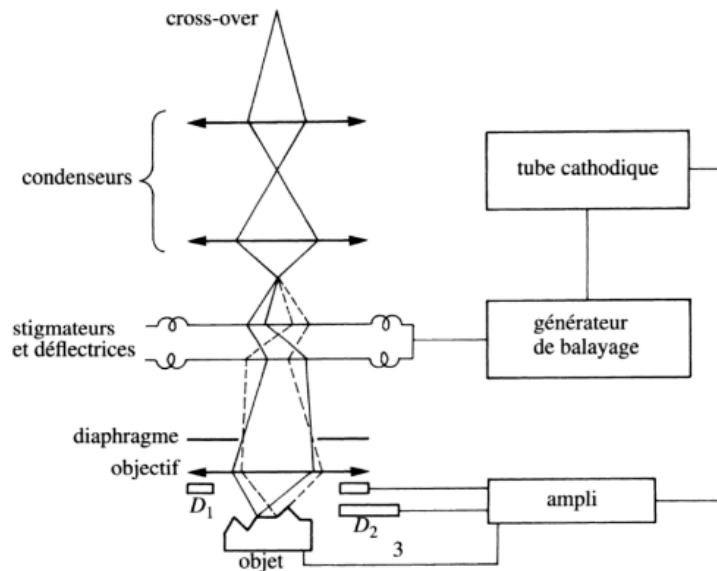 cross-over
condenseurs
tube cathodique
stigmateurs
et déflectrices
générateur
de balayage
diaphragme
objectif
D₁
D₂
ampli
3
objet